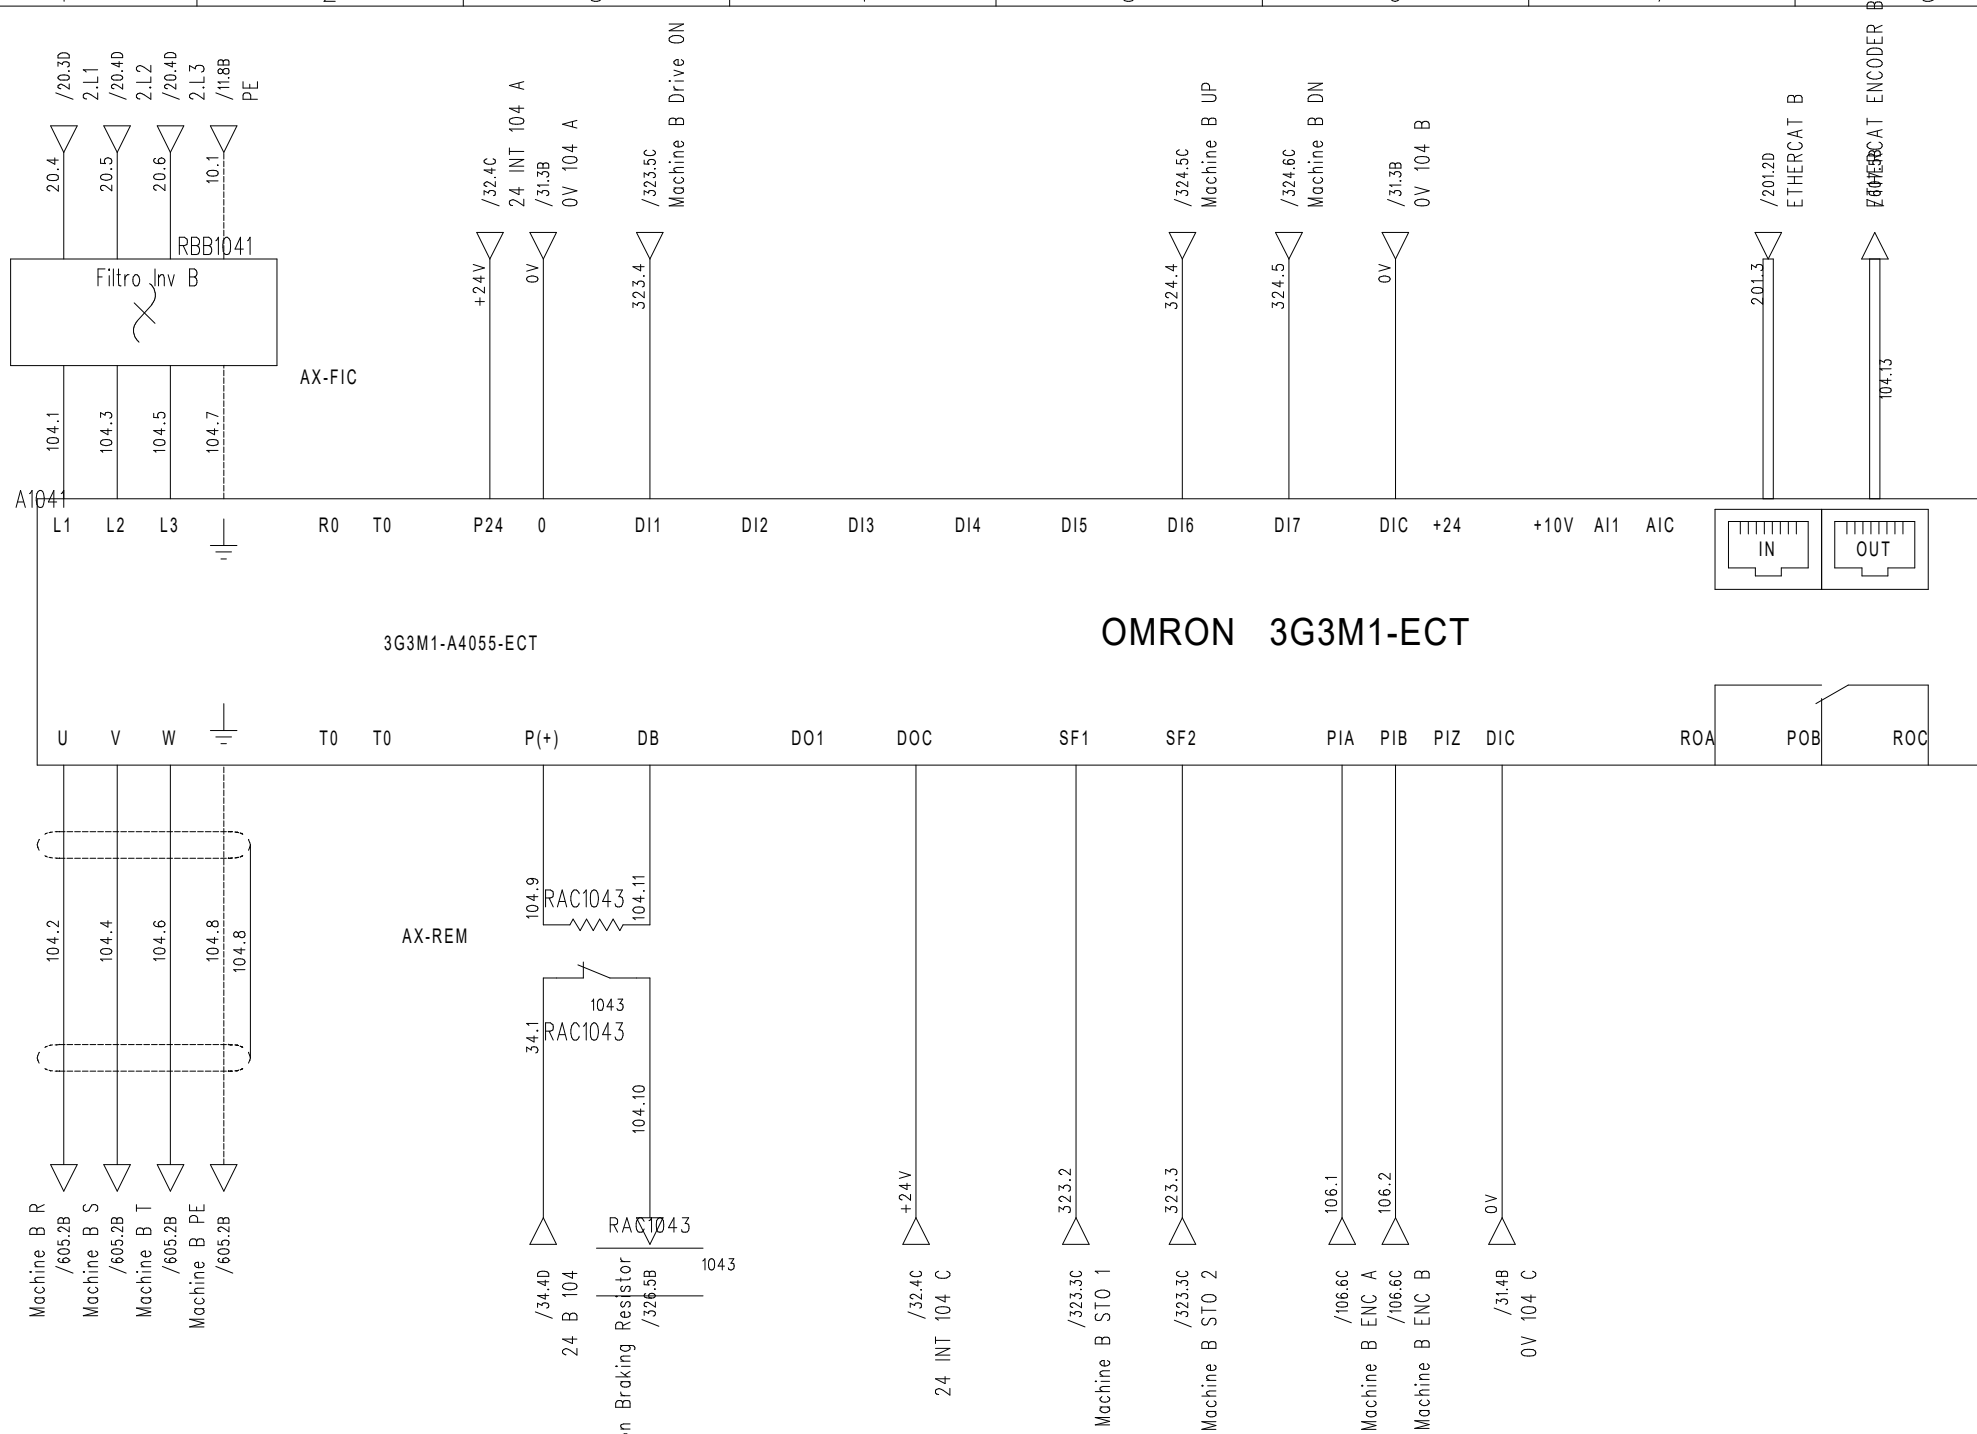 /20.3D
2.L1
/20.4D
2.L2
/20.4D
2.L3
/11.8B
PE
/32.4C
24 INT 104 A
/31.3B
0V 104 A
/323.5C
Machine B Drive ON
/324.5C
Machine B UP
/324.6C
Machine B DN
/31.3B
0V 104 B
/201.2D
ETHERCAT B
ETHERCAT ENCODER B
20.4
20.5
20.6
10.1
RBB1041
Filtro Inv B
+24V
0V
323.4
324.4
324.5
0V
201.3
104.13
AX-FIC
104.1
104.3
104.5
104.7
A1041
L1 L2 L3 R0 T0 P24 0 DI1 DI2 DI3 DI4 DI5 DI6 DI7 DIC +24 +10V AI1 AIC
IN OUT
OMRON 3G3M1-ECT
3G3M1-A4055-ECT
U V W T0 T0 P(+) DB DO1 DOC SF1 SF2 PIA PIB PIZ DIC ROA POB ROC
104.2
104.4
104.6
104.8
104.8
AX-REM
104.9
RAC1043
104.11
1043
34.1
RAC1043
104.10
+24V
323.2
323.3
106.1
106.2
0V
Machine B R
/605.2B
Machine B S
/605.2B
Machine B T
/605.2B
Machine B PE
/605.2B
/34.4D
24 B 104
RAC1043
1043
Braking Resistor
/326.5B
/32.4C
24 INT 104 C
/323.3C
Machine B STO 1
/323.3C
Machine B STO 2
/106.6C
Machine B ENC A
/106.6C
Machine B ENC B
/31.4B
0V 104 C